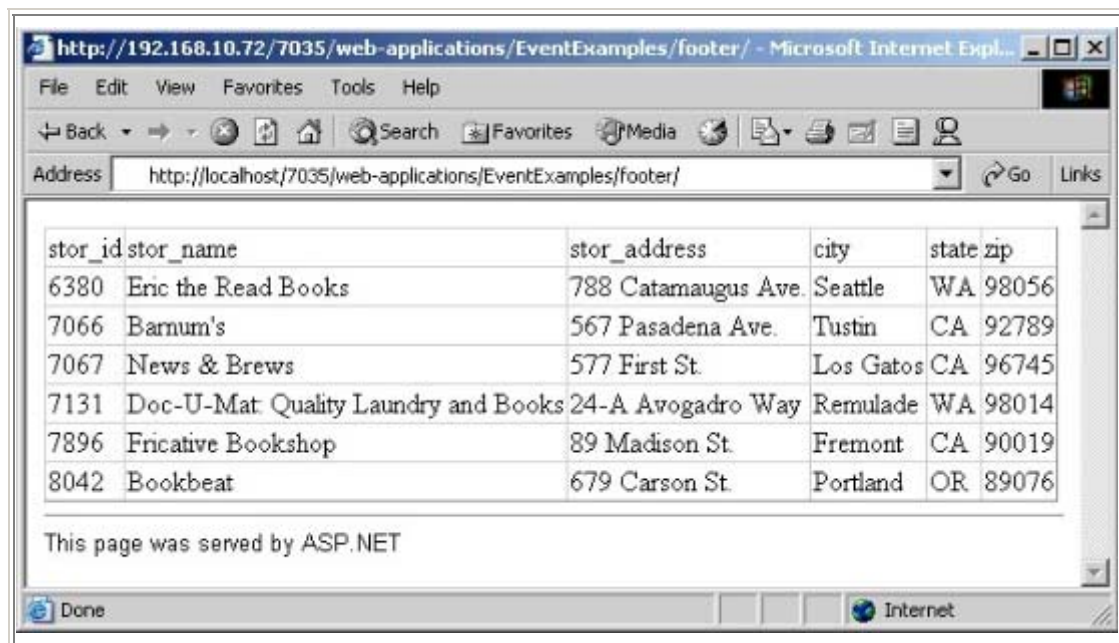 http://192.168.10.72/7035/web-applications/EventExamples/footer/ - Microsoft Internet Expl...
File Edit View Favorites Tools Help
Back Search Favorites Media
Address http://localhost/7035/web-applications/EventExamples/footer/ Go Links
stor_id stor_name stor_address city state zip
6380 Eric the Read Books 788 Catamaugus Ave. Seattle WA 98056
7066 Barnum's 567 Pasadena Ave. Tustin CA 92789
7067 News & Brews 577 First St. Los Gatos CA 96745
7131 Doc-U-Mat: Quality Laundry and Books 24-A Avogadro Way Remulade WA 98014
7896 Fricative Bookshop 89 Madison St. Fremont CA 90019
8042 Bookbeat 679 Carson St. Portland OR 89076
This page was served by ASP.NET
Done Internet